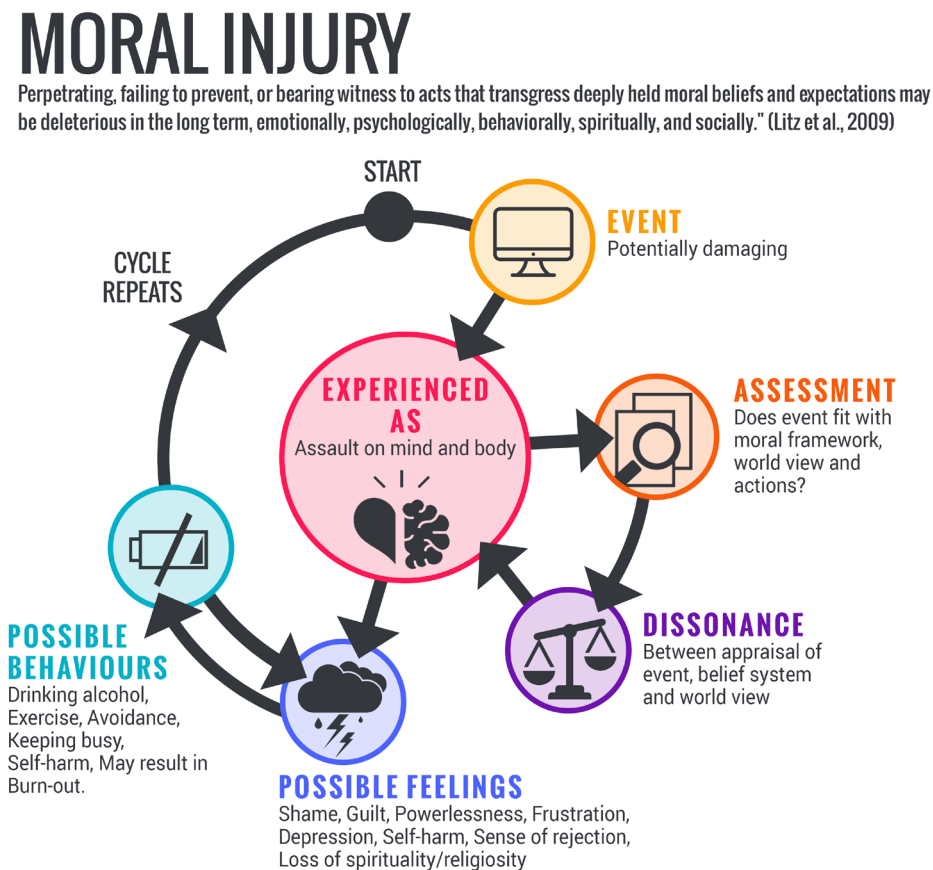 MORAL INJURY
Perpetrating, failing to prevent, or bearing witness to acts that transgress deeply held moral beliefs and expectations may
be deleterious in the long term, emotionally, psychologically, behaviorally, spiritually, and socially." (Litz et al., 2009)
START
EVENT
Potentially damaging
CYCLE
REPEATS
EXPERIENCED
AS
Assault on mind and body
ASSESSMENT
Does event fit with
moral framework,
world view and
actions?
DISSONANCE
Between appraisal of
event, belief system
and world view
POSSIBLE
BEHAVIOURS
Drinking alcohol,
Exercise, Avoidance,
Keeping busy,
Self-harm, May result in
Burn-out.
POSSIBLE FEELINGS
Shame, Guilt, Powerlessness, Frustration,
Depression, Self-harm, Sense of rejection,
Loss of spirituality/religiosity